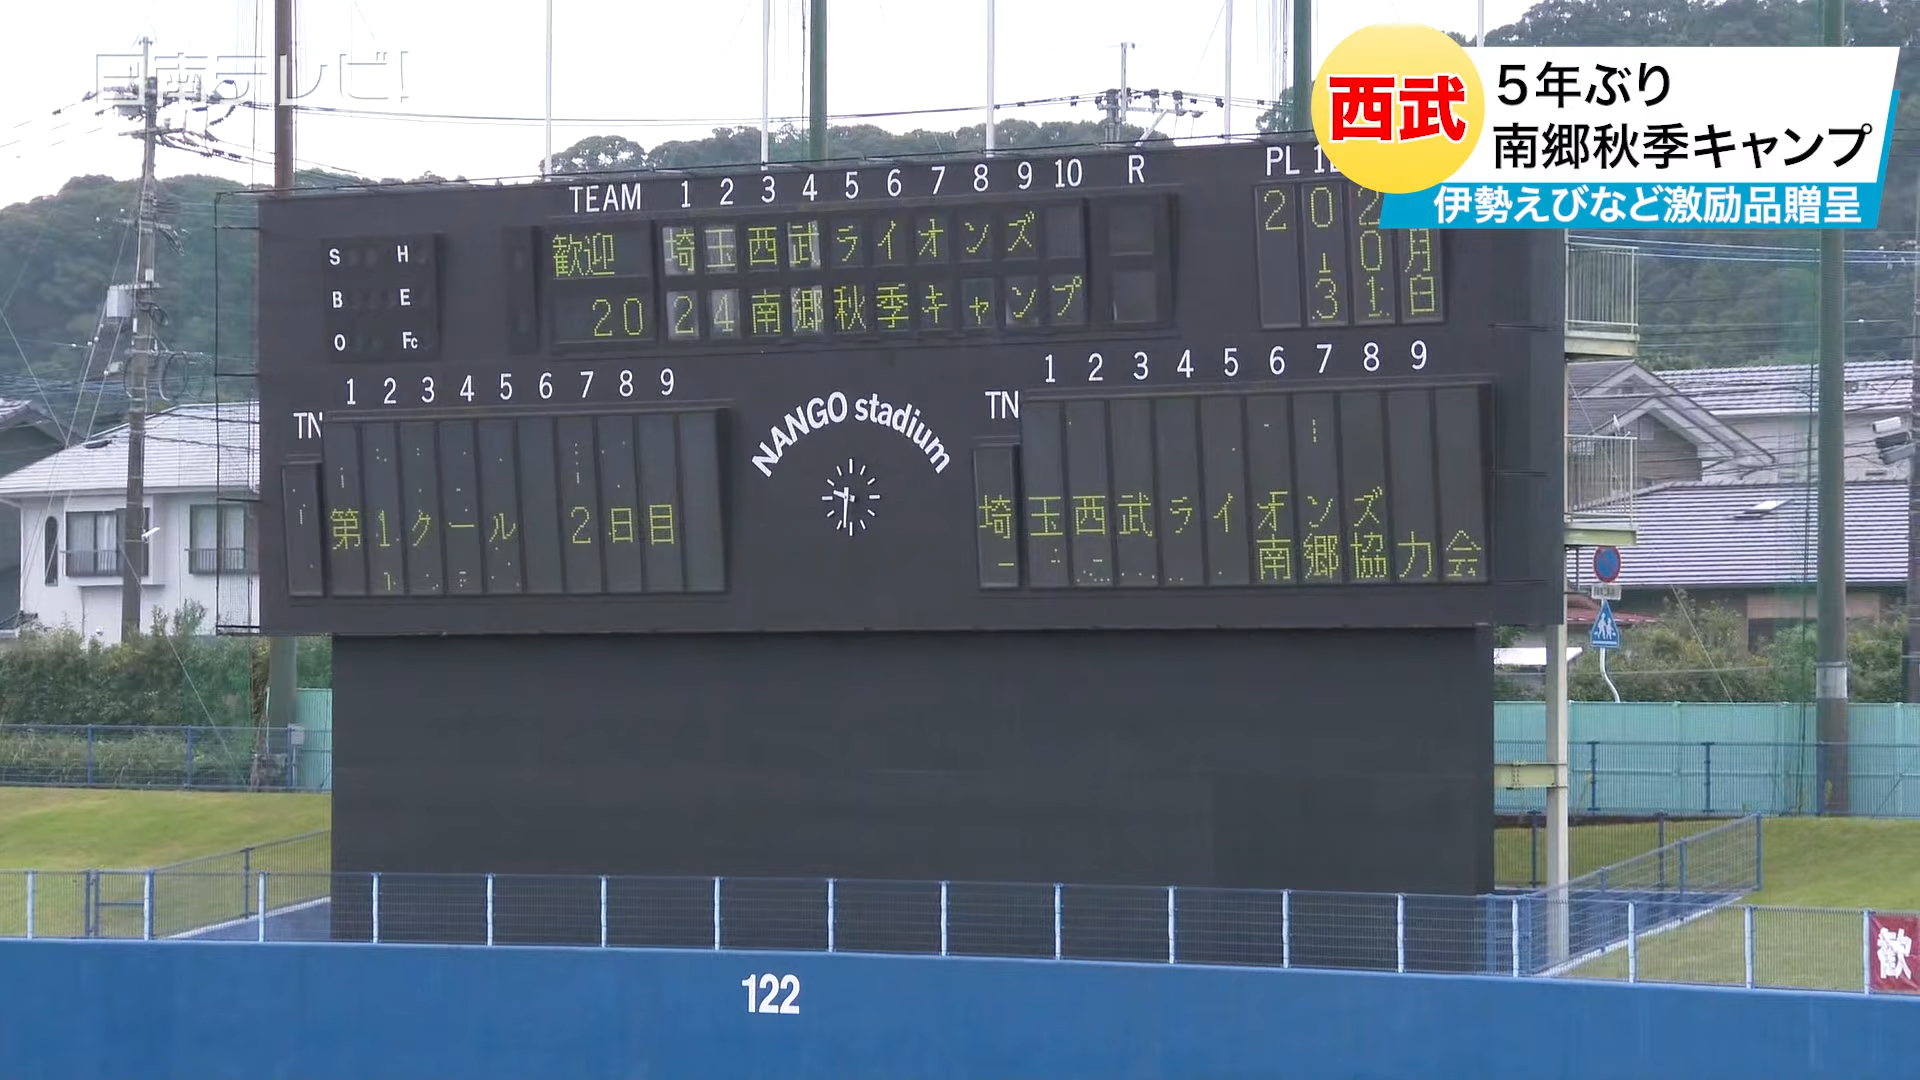 日南テレビ!
西武
5年ぶり
南郷秋季キャンプ
伊勢えびなど激励品贈呈
TEAM 1 2 3 4 5 6 7 8 9 10 R
PL
歓迎 埼玉西武ライオンズ
2024南郷秋季キャンプ
202
10月
31日
S H
B E
O Fc
1 2 3 4 5 6 7 8 9
TN
第1クール 2日目
NANGO stadium
1 2 3 4 5 6 7 8 9
TN
埼玉西武ライオンズ
南郷協力会
122
歓